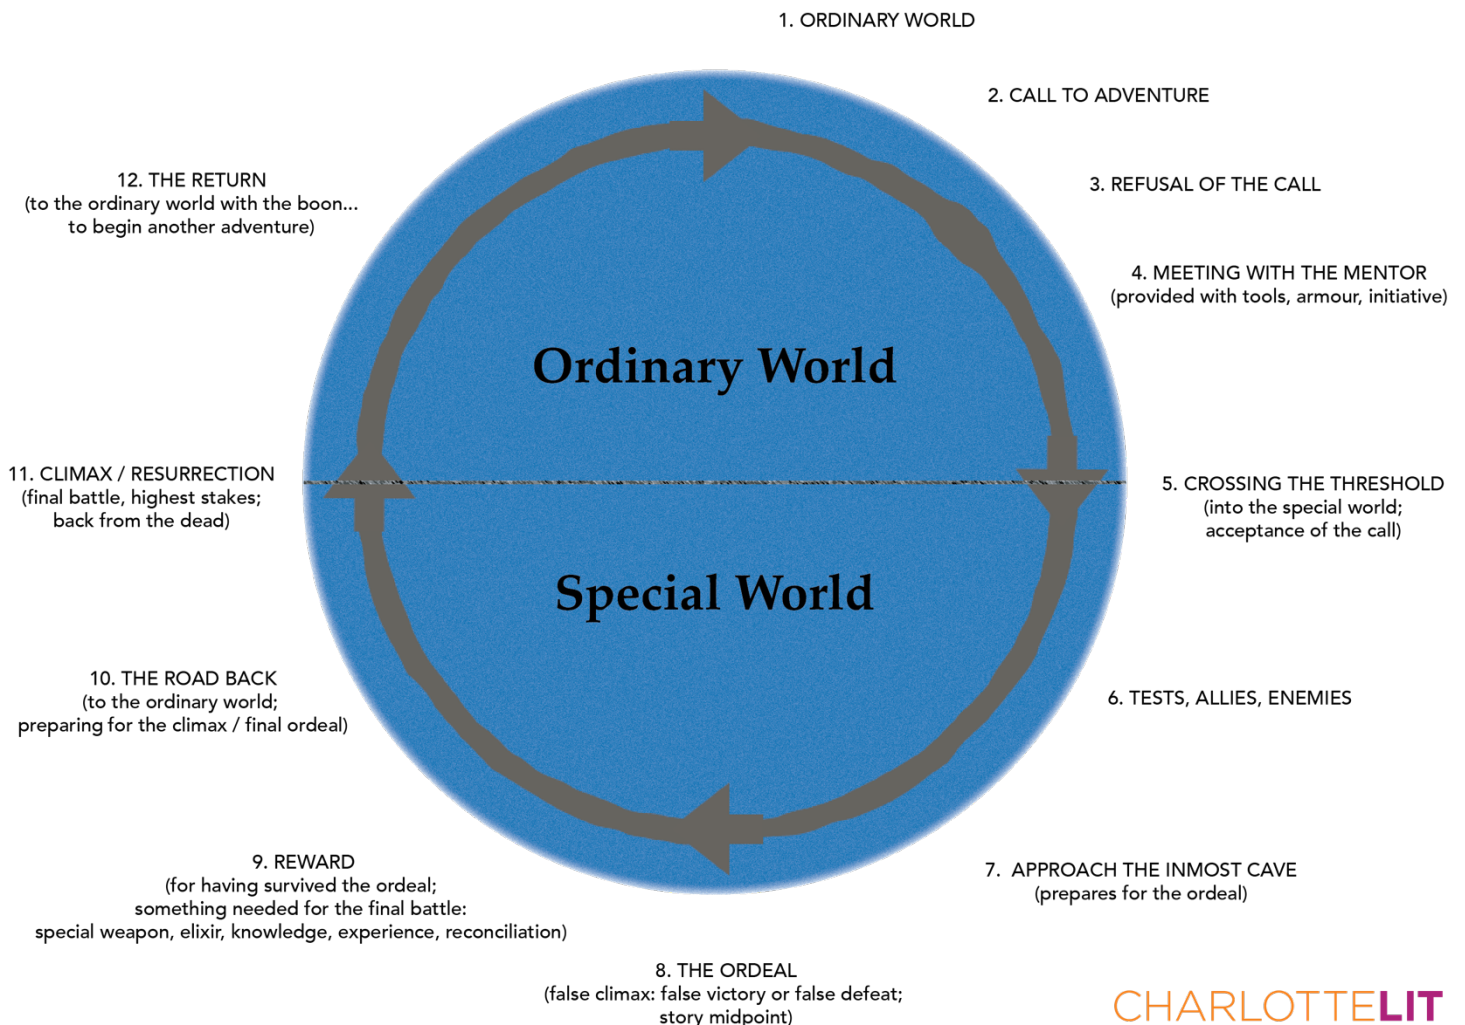 1. ORDINARY WORLD
2. CALL TO ADVENTURE
3. REFUSAL OF THE CALL
4. MEETING WITH THE MENTOR
(provided with tools, armour, initiative)
5. CROSSING THE THRESHOLD
(into the special world;
acceptance of the call)
6. TESTS, ALLIES, ENEMIES
7. APPROACH THE INMOST CAVE
(prepares for the ordeal)
8. THE ORDEAL
(false climax: false victory or false defeat;
story midpoint)
9. REWARD
(for having survived the ordeal;
something needed for the final battle:
special weapon, elixir, knowledge, experience, reconciliation)
10. THE ROAD BACK
(to the ordinary world;
preparing for the climax / final ordeal)
11. CLIMAX / RESURRECTION
(final battle, highest stakes;
back from the dead)
12. THE RETURN
(to the ordinary world with the boon...
to begin another adventure)
Ordinary World
Special World
CHARLOTTELIT